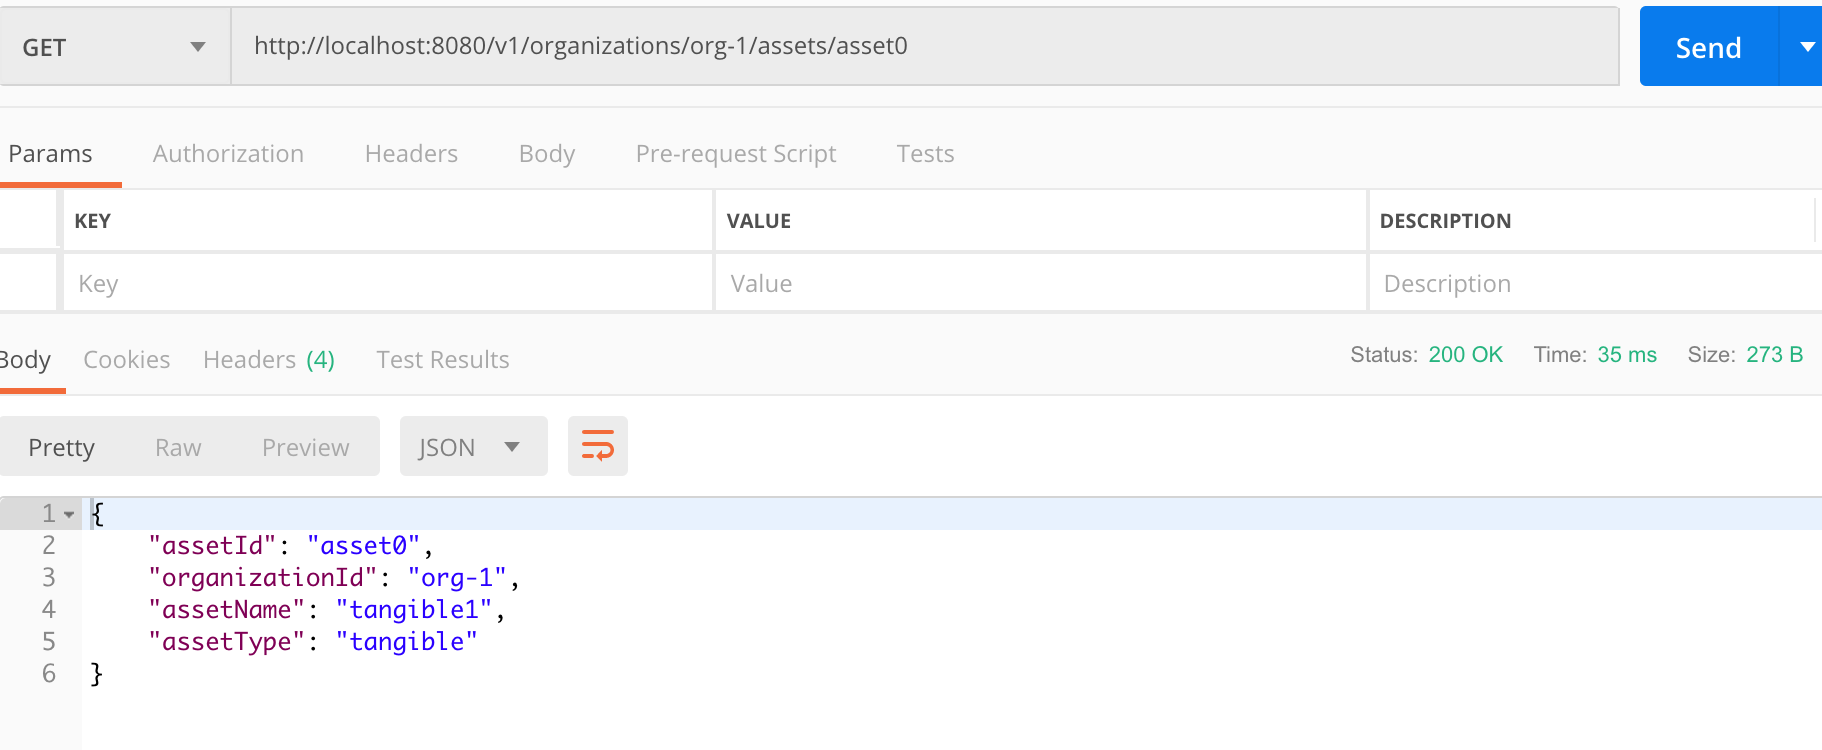 GET http://localhost:8080/v1/organizations/org-1/assets/asset0 Send
Params Authorization Headers Body Pre-request Script Tests
KEY VALUE DESCRIPTION
Key Value Description
Body Cookies Headers (4) Test Results Status: 200 OK Time: 35 ms Size: 273 B
Pretty Raw Preview JSON
1 {
2 "assetId": "asset0",
3 "organizationId": "org-1",
4 "assetName": "tangible1",
5 "assetType": "tangible"
6 }